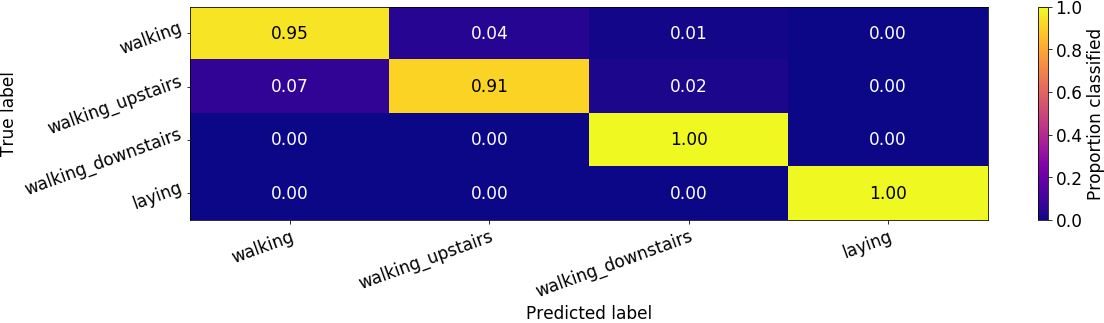 walking 0.95 0.04 0.01 0.00
walking_upstairs 0.07 0.91 0.02 0.00
walking_downstairs 0.00 0.00 1.00 0.00
laying 0.00 0.00 0.00 1.00
walking walking_upstairs walking_downstairs laying
Predicted label
True label
1.0
0.8
0.6
0.4
0.2
0.0
Proportion classified